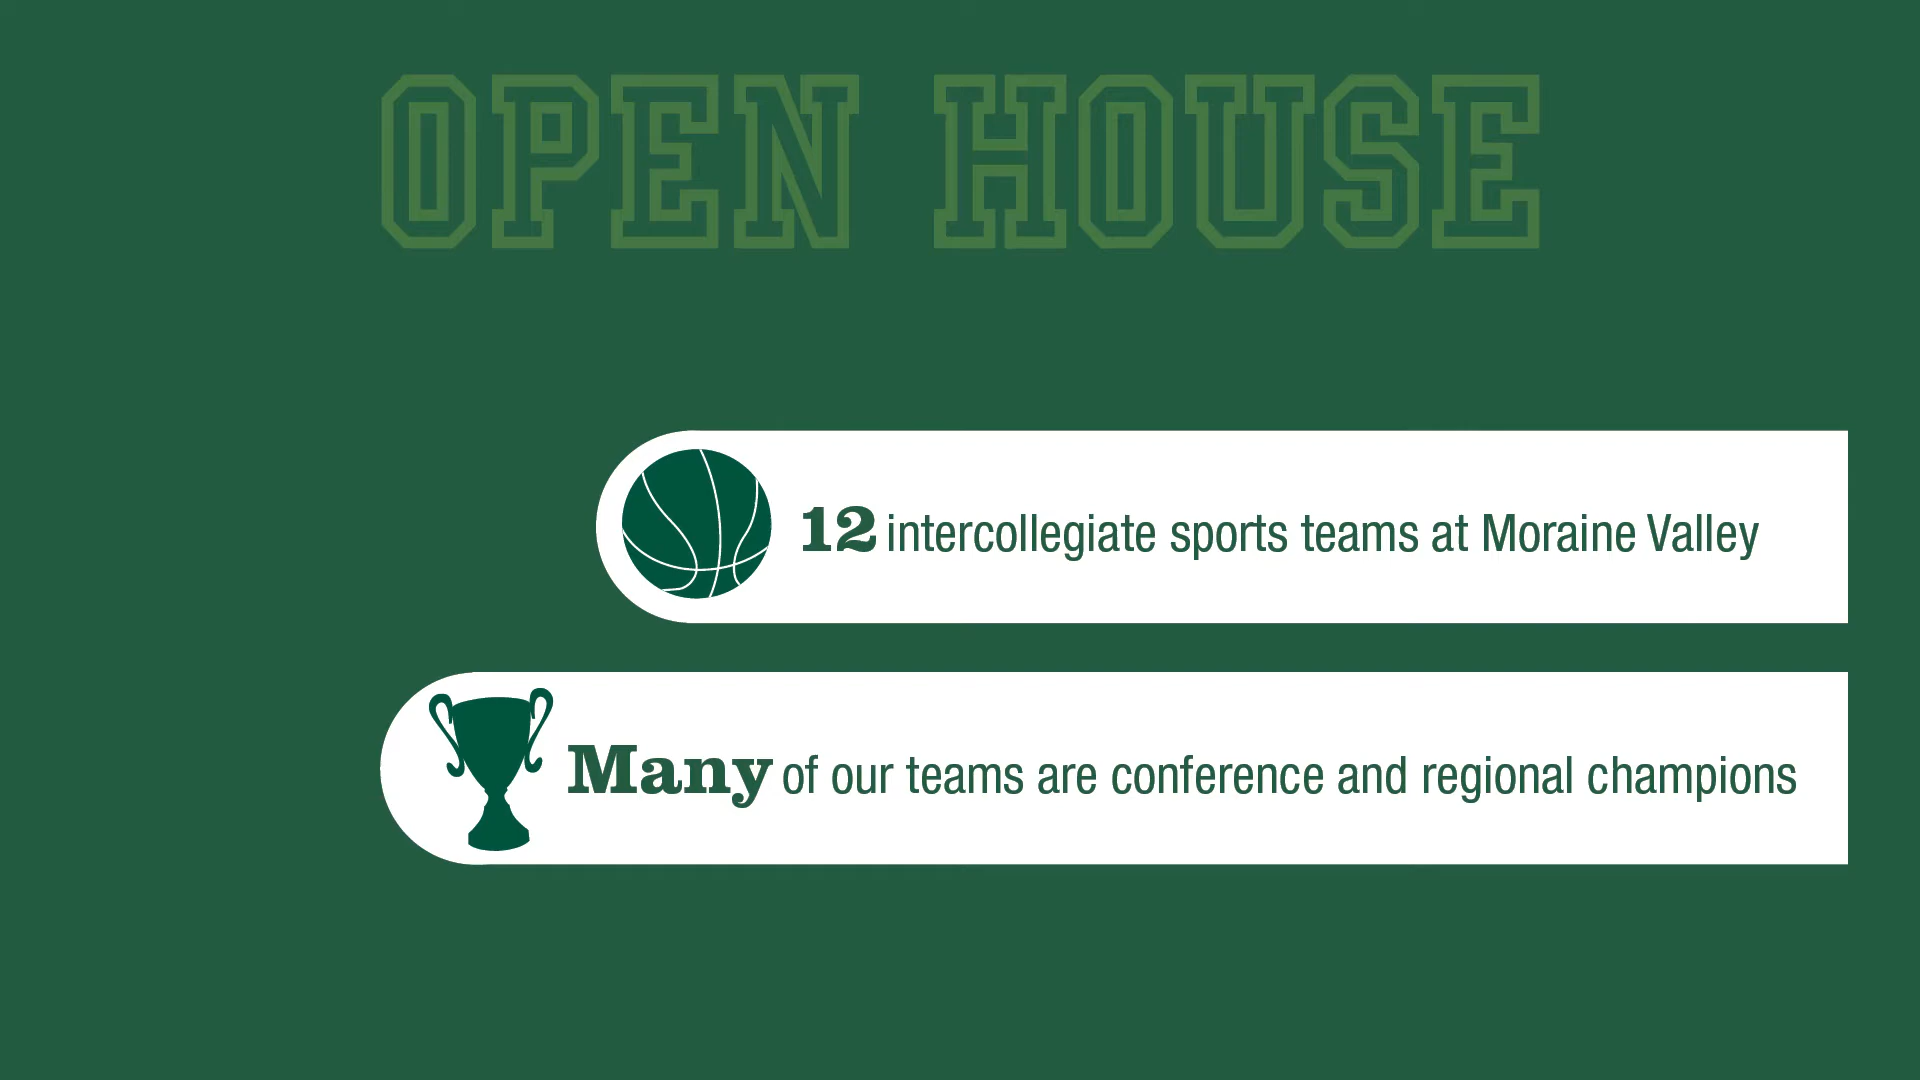 OPEN HOUSE
12 intercollegiate sports teams at Moraine Valley
Many of our teams are conference and regional champions